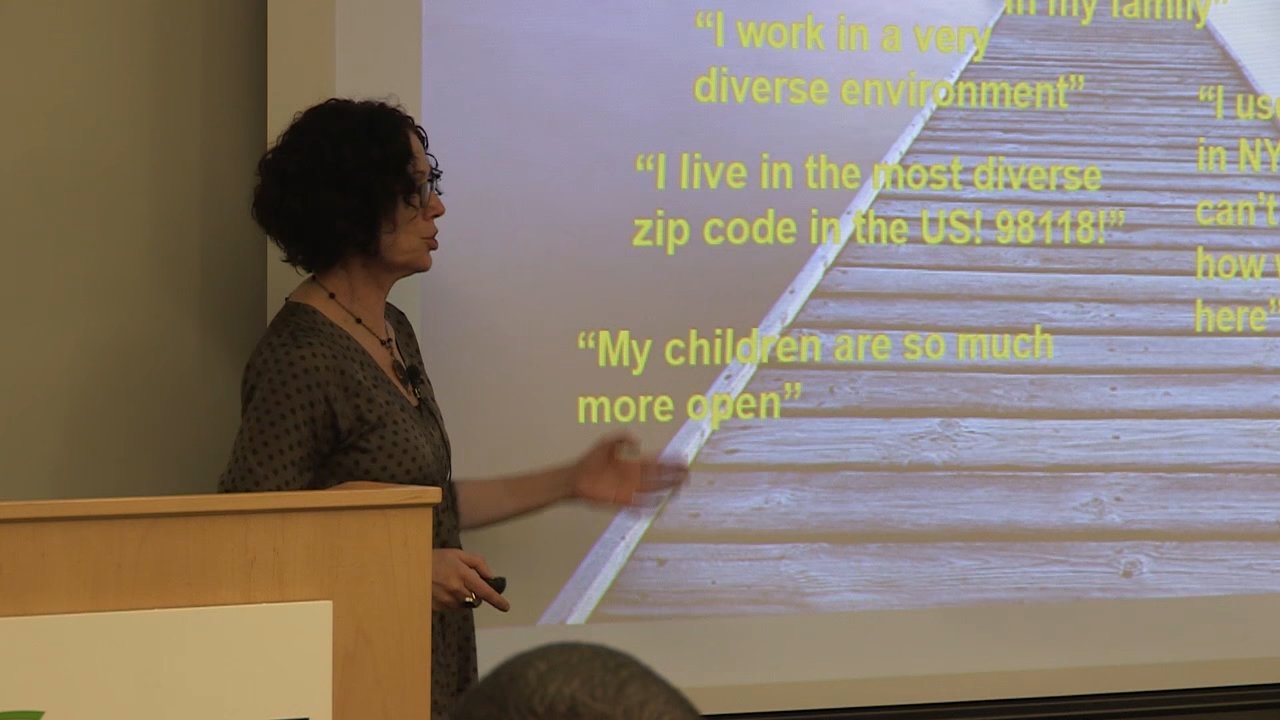 in my family”
“I work in a very
diverse environment”
“I live in the most diverse
zip code in the US! 98118!”
“My children are so much
more open”
“I
in NY
can’t
how
here”